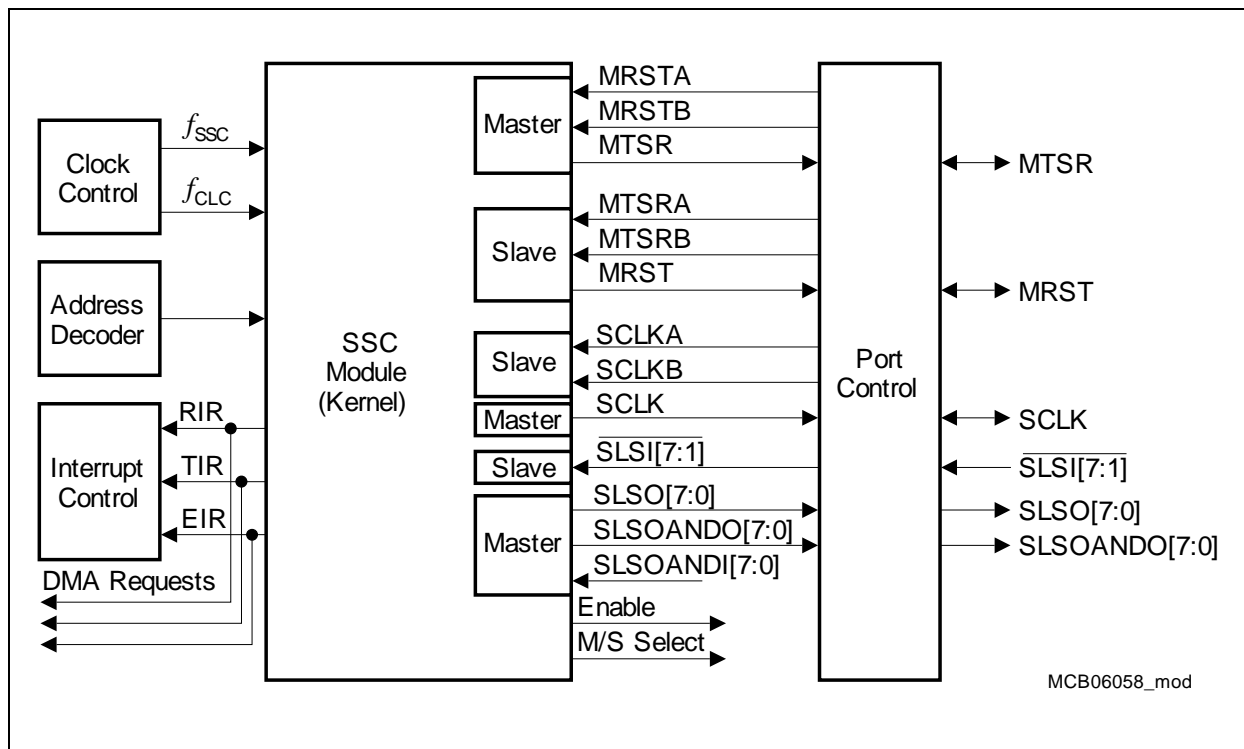 Clock
Control
fSSC
fCLC
Address
Decoder
Interrupt
Control
RIR
TIR
EIR
DMA Requests
SSC
Module
(Kernel)
Master
Slave
Slave
Master
Slave
Master
MRSTA
MRSTB
MTSR
MTSRA
MTSRB
MRST
SCLKA
SCLKB
SCLK
SLSI[7:1]
SLSO[7:0]
SLSOANDO[7:0]
SLSOANDI[7:0]
Enable
M/S Select
Port
Control
MTSR
MRST
SCLK
SLSI[7:1]
SLSO[7:0]
SLSOANDO[7:0]
MCB06058_mod